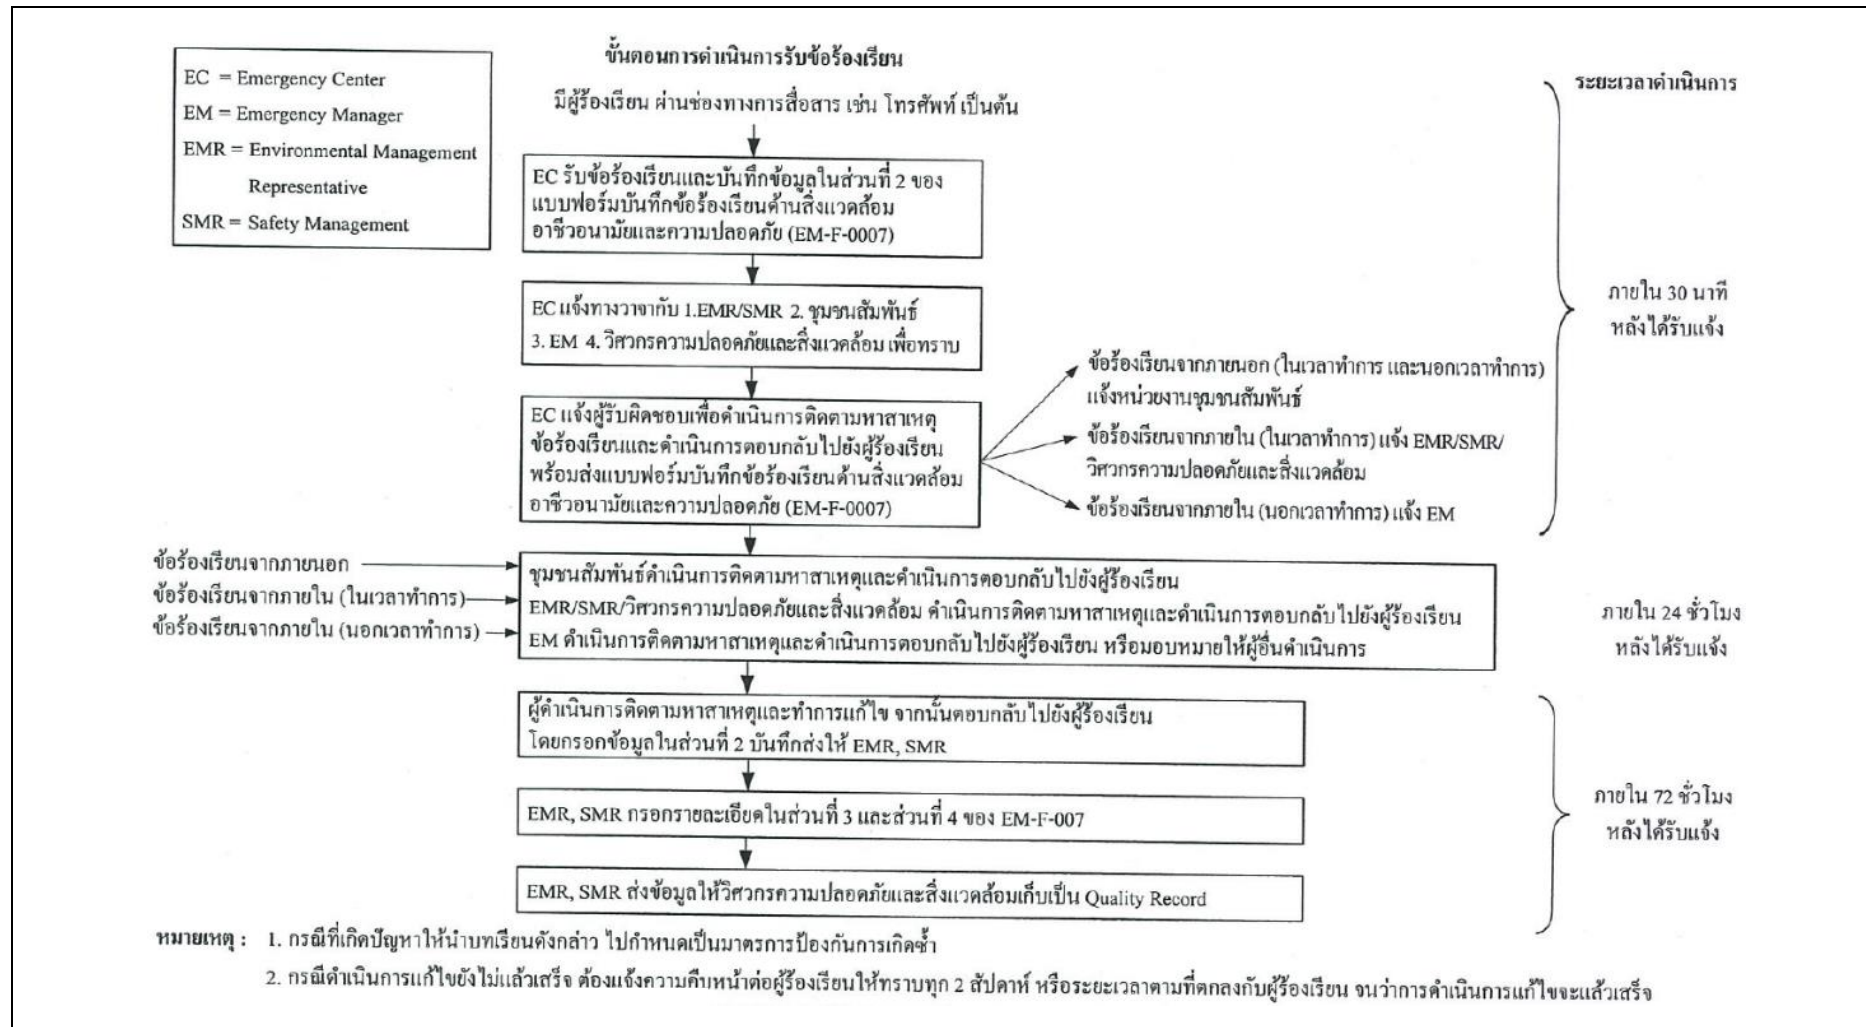 EC = Emergency Center
EM = Emergency Manager
EMR = Environmental Management
Representative
SMR = Safety Management
ขั้นตอนการดำเนินการรับข้อร้องเรียน
ระยะเวลาดำเนินการ
มีผู้ร้องเรียน ผ่านช่องทางการสื่อสาร เช่น โทรศัพท์ เป็นต้น
EC รับข้อร้องเรียนและบันทึกข้อมูลในส่วนที่ 2 ของ
แบบฟอร์มบันทึกข้อร้องเรียนด้านสิ่งแวดล้อม
อาชีวอนามัยและความปลอดภัย (EM-F-0007)
EC แจ้งทางวาจากับ 1.EMR/SMR 2. ชุมชนสัมพันธ์
3. EM 4. วิศวกรความปลอดภัยและสิ่งแวดล้อม เพื่อทราบ
ภายใน 30 นาที
หลังได้รับแจ้ง
EC แจ้งผู้รับผิดชอบเพื่อดำเนินการติดตามหาสาเหตุ
ข้อร้องเรียนและดำเนินการตอบกลับไปยังผู้ร้องเรียน
พร้อมส่งแบบฟอร์มบันทึกข้อร้องเรียนด้านสิ่งแวดล้อม
อาชีวอนามัยและความปลอดภัย (EM-F-0007)
ข้อร้องเรียนจากภายนอก (ในเวลาทำการ และนอกเวลาทำการ)
แจ้งหน่วยงานชุมชนสัมพันธ์
ข้อร้องเรียนจากภายใน (ในเวลาทำการ) แจ้ง EMR/SMR/
วิศวกรความปลอดภัยและสิ่งแวดล้อม
ข้อร้องเรียนจากภายใน (นอกเวลาทำการ) แจ้ง EM
ข้อร้องเรียนจากภายนอก
ข้อร้องเรียนจากภายใน (ในเวลาทำการ)
ข้อร้องเรียนจากภายใน (นอกเวลาทำการ)
ชุมชนสัมพันธ์ดำเนินการติดตามหาสาเหตุและดำเนินการตอบกลับไปยังผู้ร้องเรียน
EMR/SMR/วิศวกรความปลอดภัยและสิ่งแวดล้อม ดำเนินการติดตามหาสาเหตุและดำเนินการตอบกลับไปยังผู้ร้องเรียน
EM ดำเนินการติดตามหาสาเหตุและดำเนินการตอบกลับไปยังผู้ร้องเรียน หรือมอบหมายให้ผู้อื่นดำเนินการ
ภายใน 24 ชั่วโมง
หลังได้รับแจ้ง
ผู้ดำเนินการติดตามหาสาเหตุและทำการแก้ไข จากนั้นตอบกลับไปยังผู้ร้องเรียน
โดยกรอกข้อมูลในส่วนที่ 2 บันทึกส่งให้ EMR, SMR
EMR, SMR กรอกรายละเอียดในส่วนที่ 3 และส่วนที่ 4 ของ EM-F-007
ภายใน 72 ชั่วโมง
หลังได้รับแจ้ง
EMR, SMR ส่งข้อมูลให้วิศวกรความปลอดภัยและสิ่งแวดล้อมเก็บเป็น Quality Record
หมายเหตุ : 1. กรณีที่เกิดปัญหาให้นำบทเรียนดังกล่าว ไปกำหนดเป็นมาตรการป้องกันการเกิดซ้ำ
2. กรณีดำเนินการแก้ไขยังไม่แล้วเสร็จ ต้องแจ้งความคืบหน้าต่อผู้ร้องเรียนให้ทราบทุก 2 สัปดาห์ หรือระยะเวลาตามที่ตกลงกับผู้ร้องเรียน จนว่าการดำเนินการแก้ไขจะแล้วเสร็จ